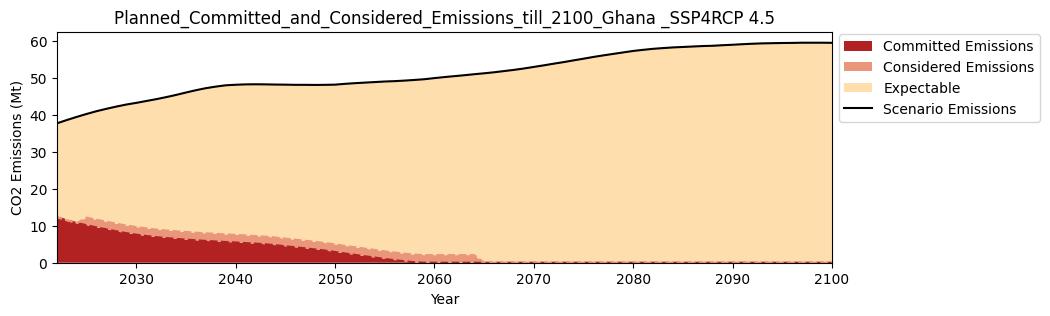 Planned_Committed_and_Considered_Emissions_till_2100_Ghana _SSP4RCP 4.5
60
50
40
30
20
10
0
CO2 Emissions (Mt)
2030 2040 2050 2060 2070 2080 2090 2100
Year
Committed Emissions
Considered Emissions
Expectable
Scenario Emissions